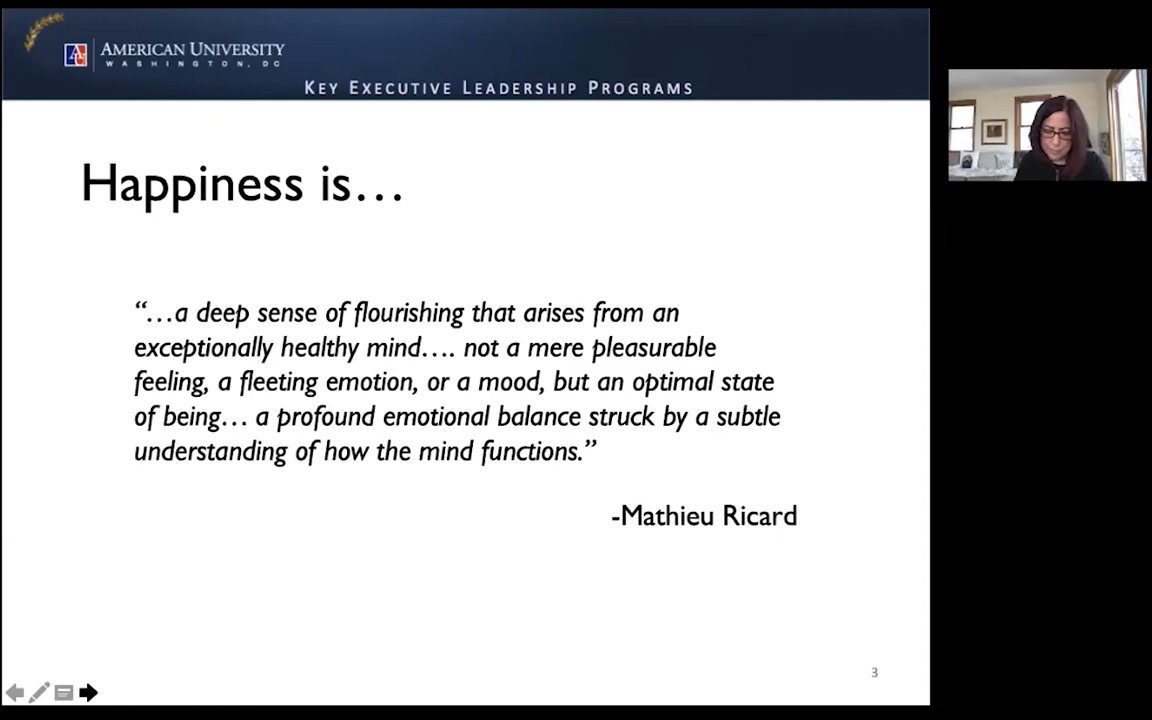 AMERICAN UNIVERSITY
WASHINGTON, DC
KEY EXECUTIVE LEADERSHIP PROGRAMS
Happiness is…
“…a deep sense of flourishing that arises from an
exceptionally healthy mind…. not a mere pleasurable
feeling, a fleeting emotion, or a mood, but an optimal state
of being… a profound emotional balance struck by a subtle
understanding of how the mind functions.”
-Mathieu Ricard
3